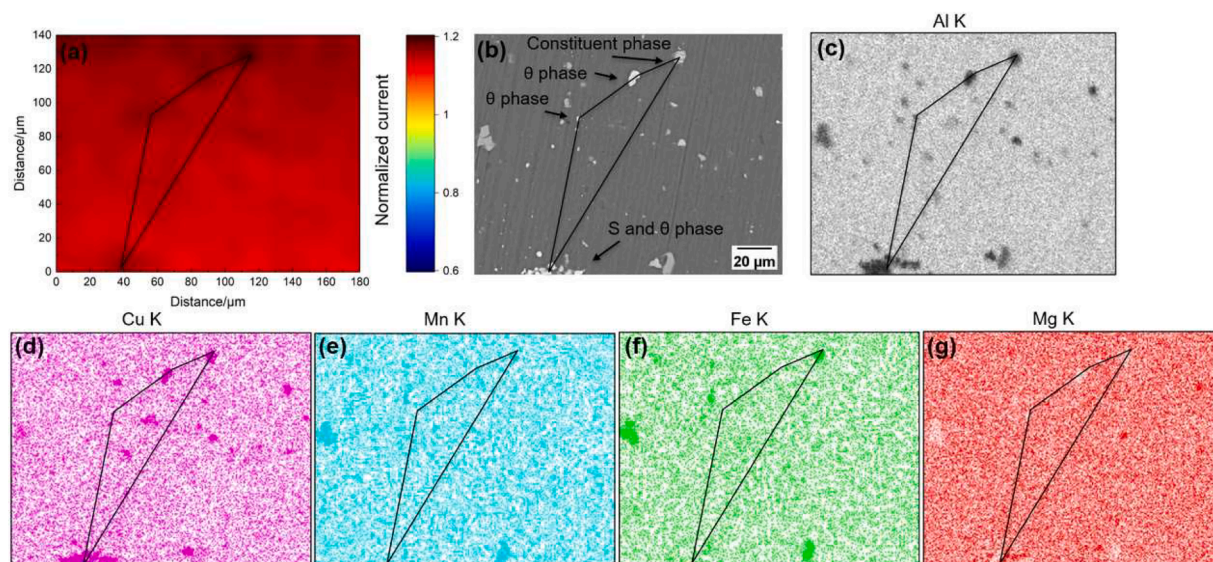 Al K
140
120
100
80
60
40
20
0
Distance/µm
(a)
0 20 40 60 80 100 120 140 160 180
Distance/µm
1.2
1
0.8
0.6
Normalized current
(b)
Constituent phase
θ phase
θ phase
S and θ phase
20 µm
(c)
Cu K
Mn K
Fe K
Mg K
(d)
(e)
(f)
(g)